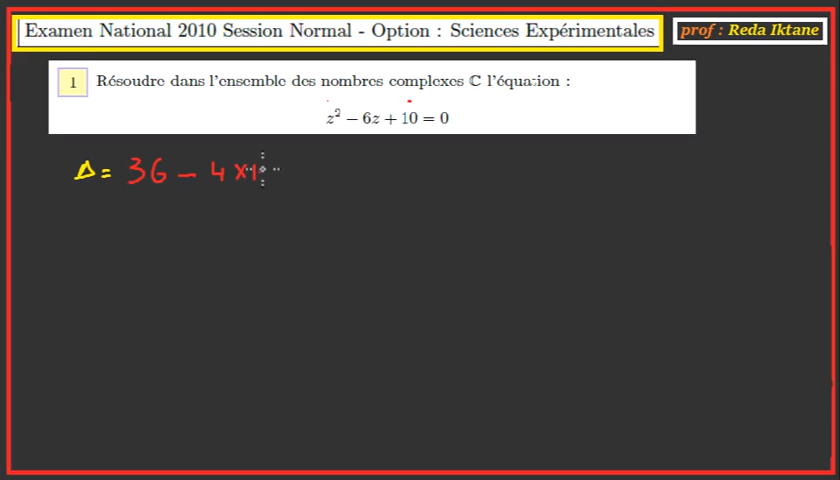 Examen National 2010 Session Normal - Option : Sciences Expérimentales
prof : Reda Iktane
1 Résoudre dans l'ensemble des nombres complexes ℂ l'équation :
z² − 6z + 10 = 0
Δ = 36 − 4 × 1